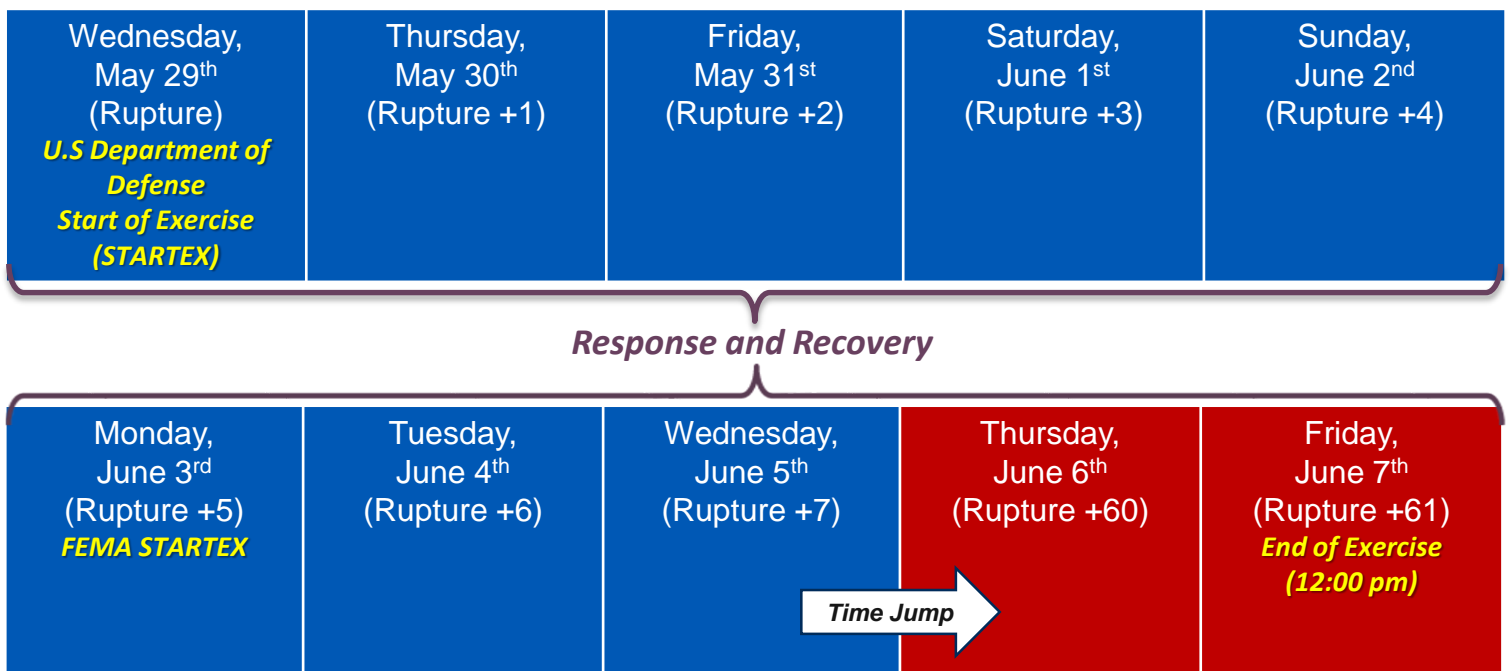 Wednesday,
May 29th
(Rupture)
U.S Department of
Defense
Start of Exercise
(STARTEX)
Thursday,
May 30th
(Rupture +1)
Friday,
May 31st
(Rupture +2)
Saturday,
June 1st
(Rupture +3)
Sunday,
June 2nd
(Rupture +4)
Response and Recovery
Monday,
June 3rd
(Rupture +5)
FEMA STARTEX
Tuesday,
June 4th
(Rupture +6)
Wednesday,
June 5th
(Rupture +7)
Time Jump
Thursday,
June 6th
(Rupture +60)
Friday,
June 7th
(Rupture +61)
End of Exercise
(12:00 pm)